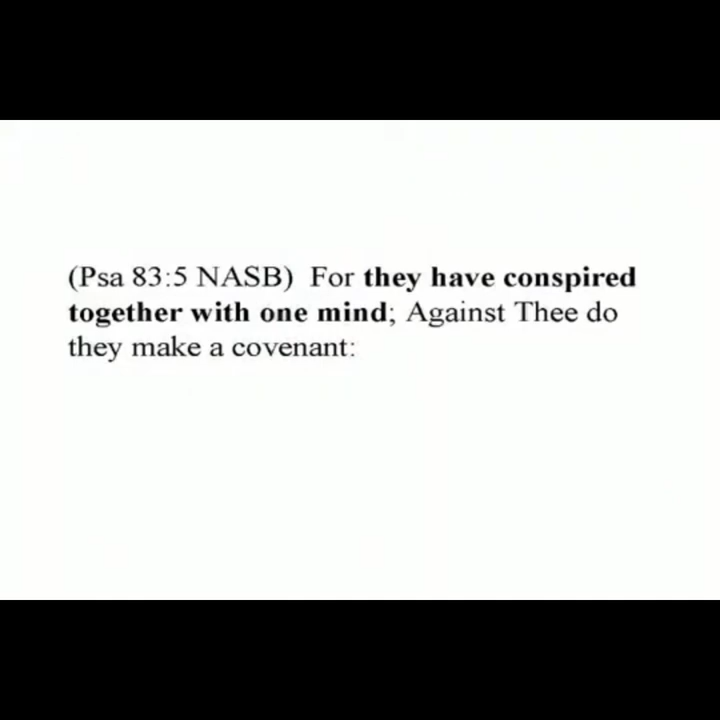 (Psa 83:5 NASB)  For they have conspired
together with one mind; Against Thee do
they make a covenant: